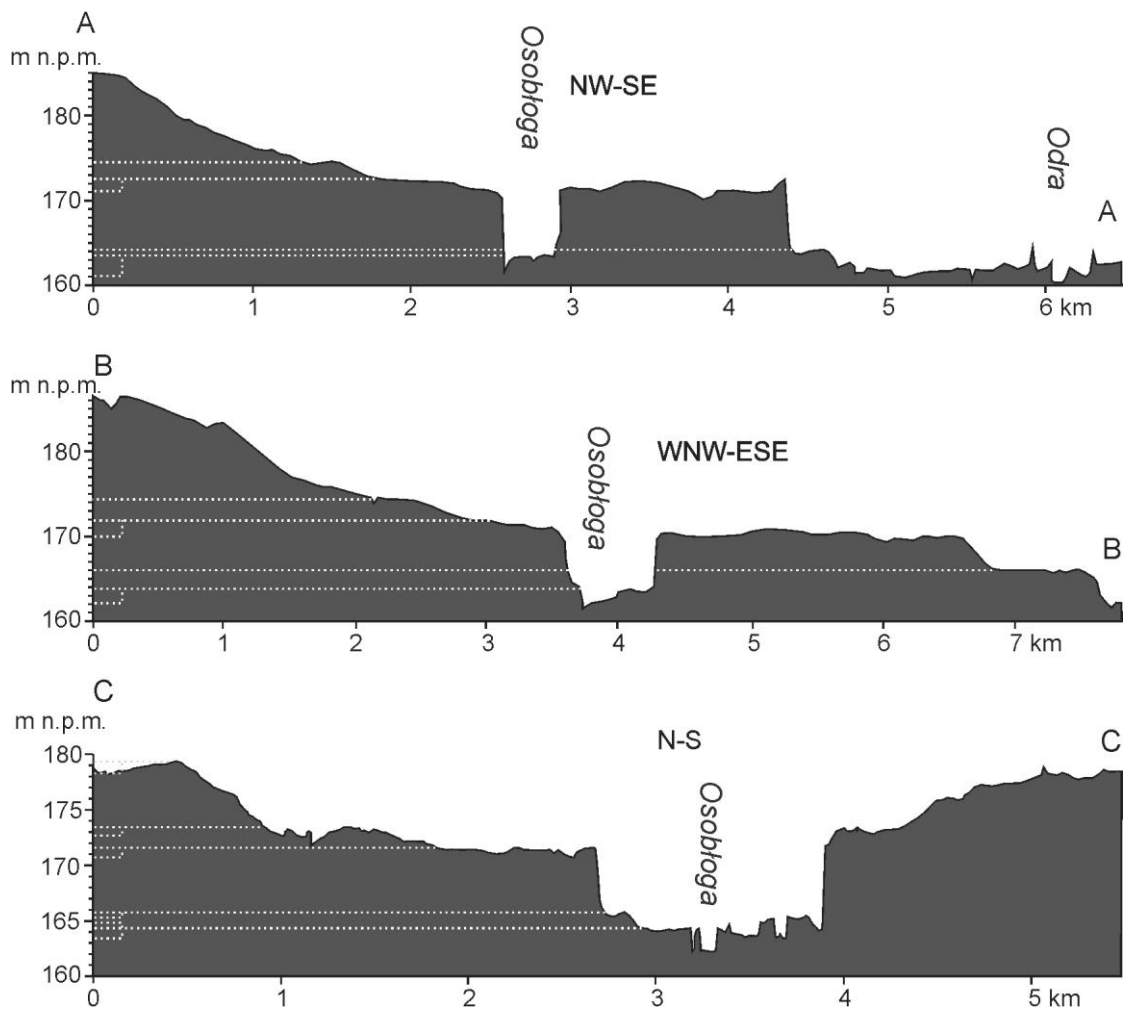 A
m n.p.m.
Osobłoga
NW-SE
Odra
A
180
170
160
0 1 2 3 4 5 6 km
B
m n.p.m.
Osobłoga
WNW-ESE
B
180
170
160
0 1 2 3 4 5 6 7 km
C
m n.p.m.
N-S
C
Osobłoga
180
175
170
165
160
0 1 2 3 4 5 km